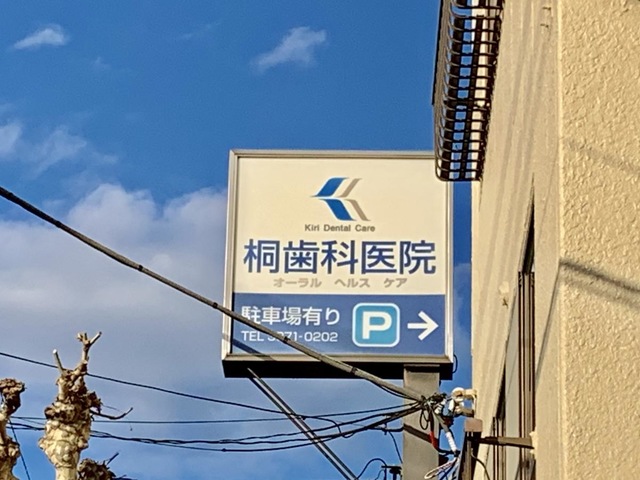 Kiri Dental Care
桐歯科医院
オーラル ヘルス ケア
駐車場有り
P
TEL